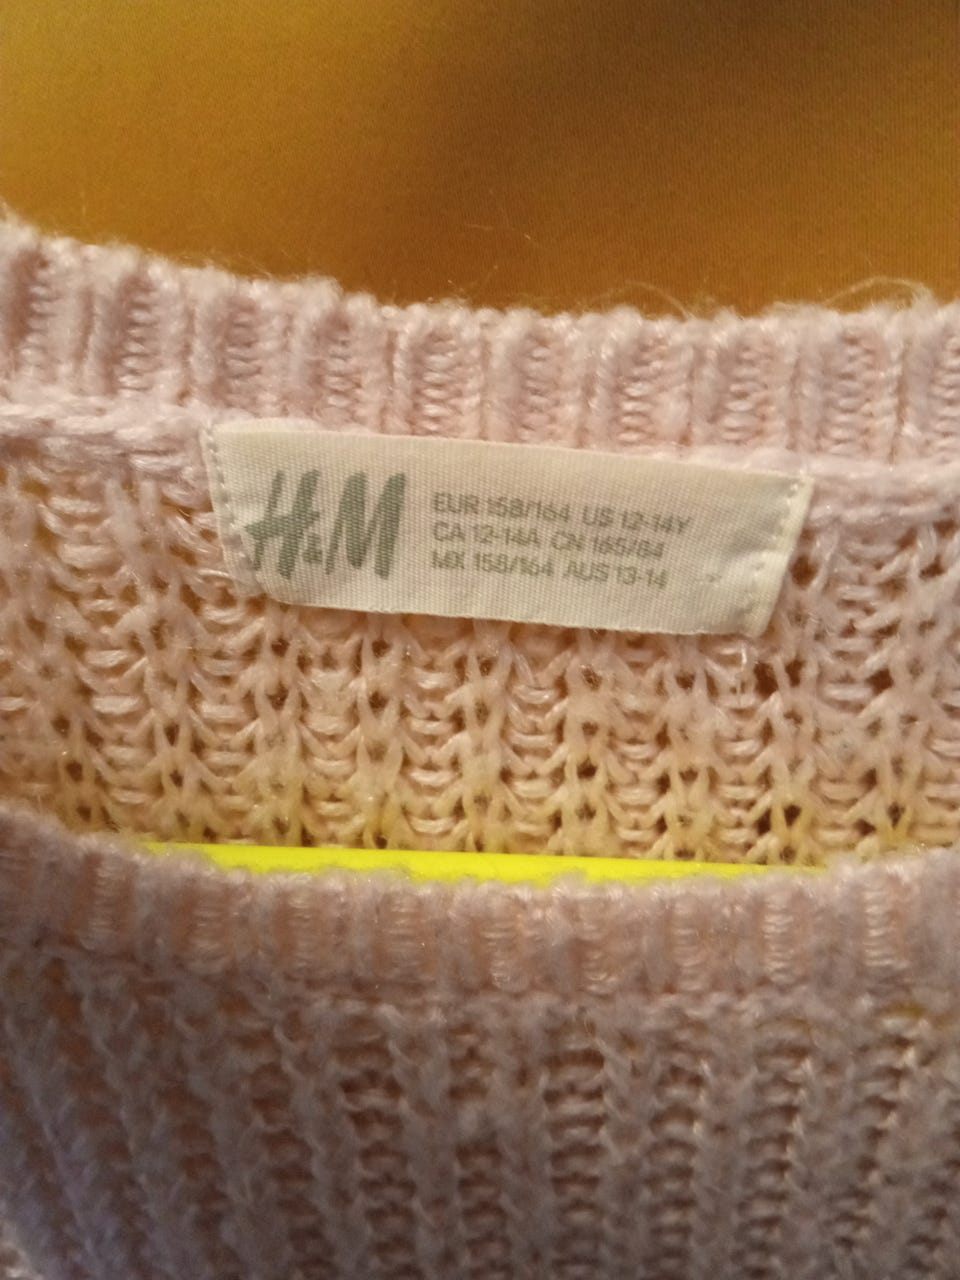 H&M
EUR 158/164 US 12-14Y
CA 12-14A CN 165/84
MX 158/164 AUS 13-14